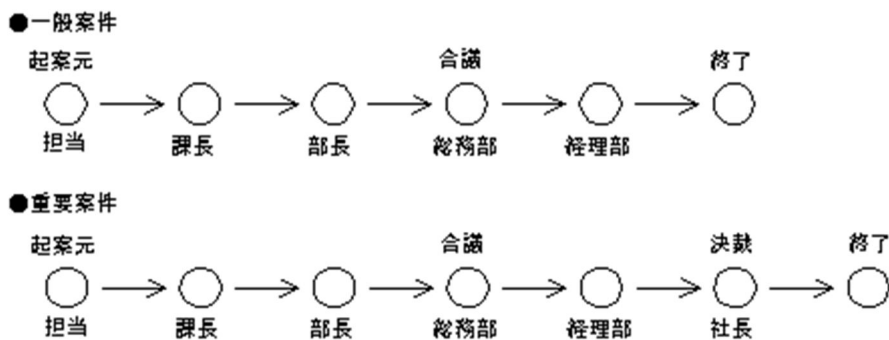 ●一般案件
起案元 合議 終了
担当 課長 部長 総務部 経理部
●重要案件
起案元 合議 決裁 終了
担当 課長 部長 総務部 経理部 社長